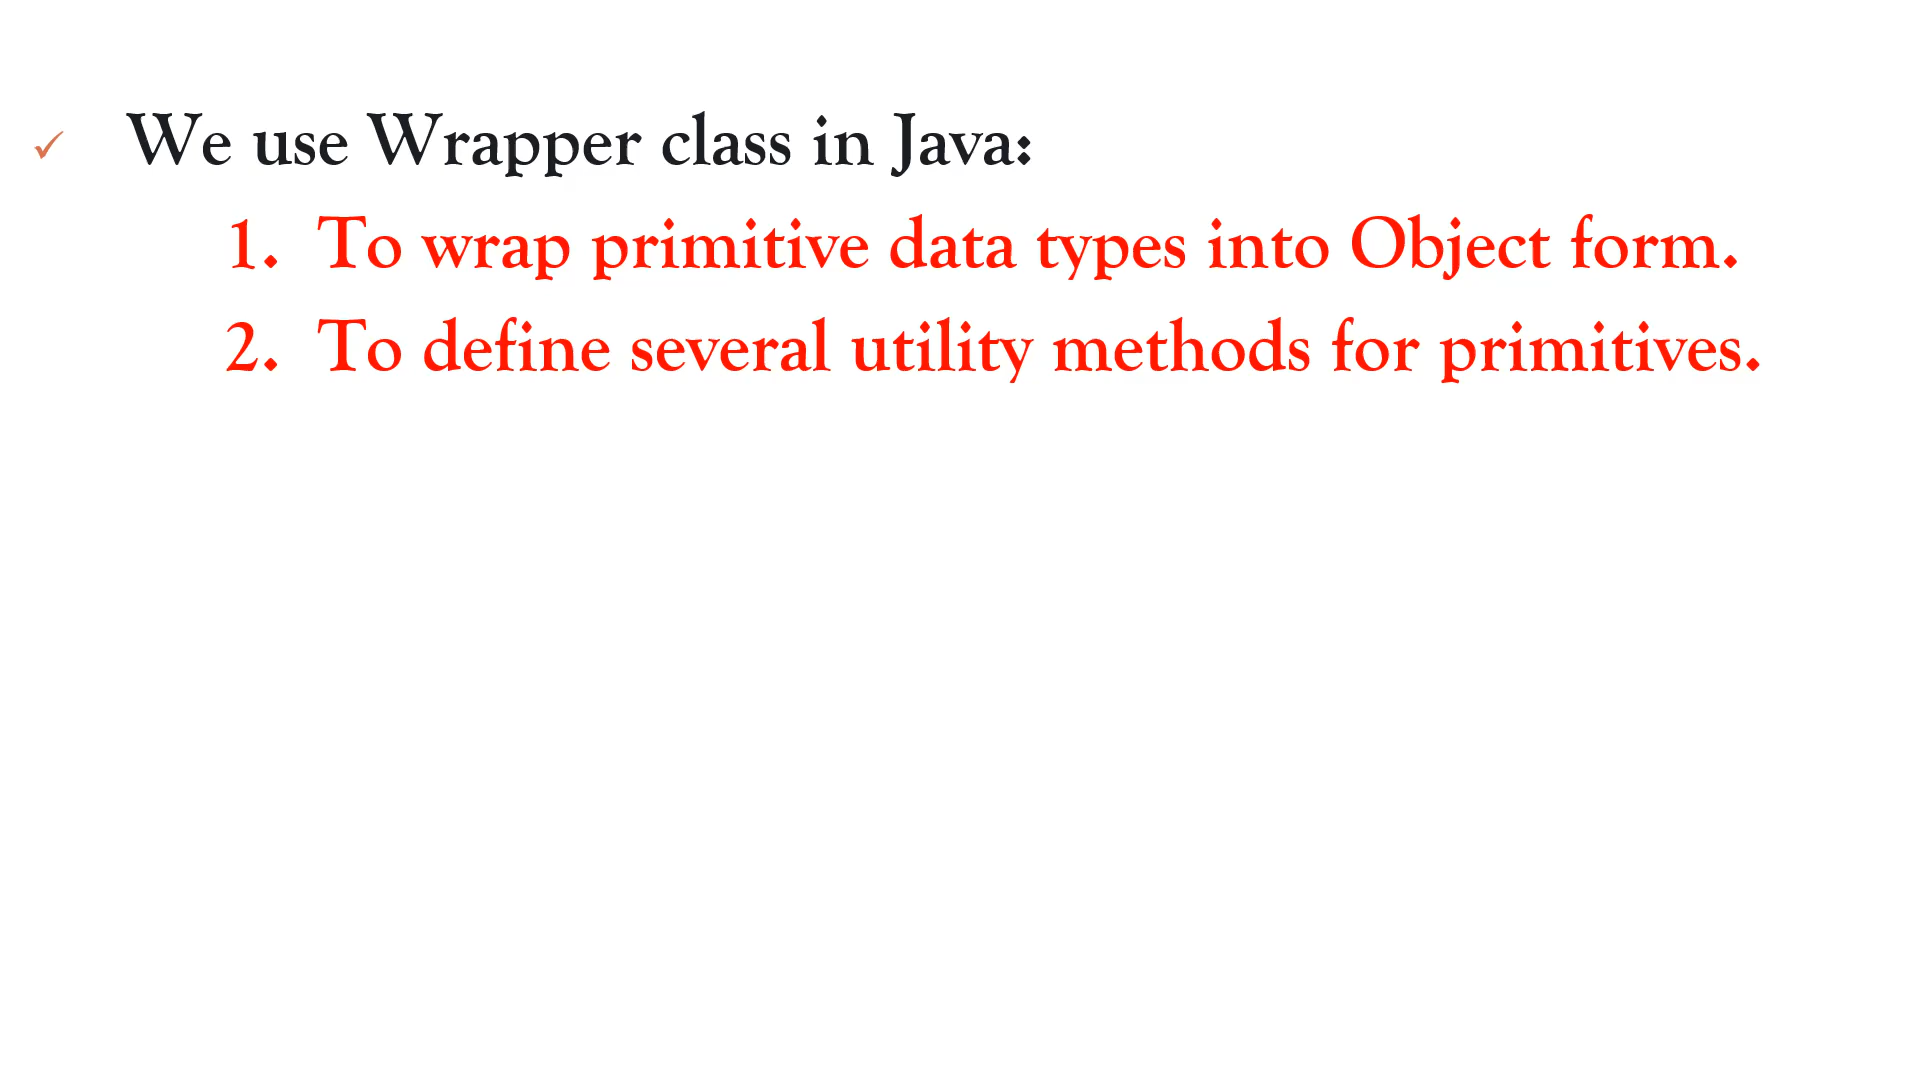 ✓ We use Wrapper class in Java:
1. To wrap primitive data types into Object form.
2. To define several utility methods for primitives.